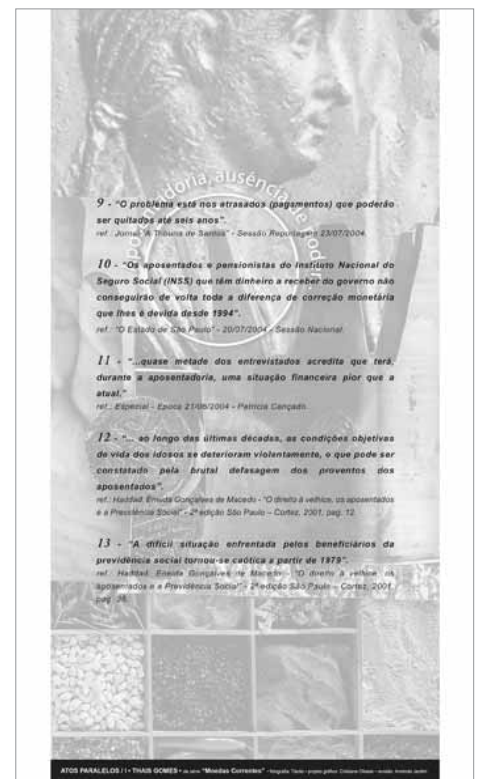 doria, ausência de
9 - “O problema está nos atrasados (pagamentos) que poderão
ser quitados até seis anos”.
ref.: Jornal “A Tribuna de Santos” - Sessão Reportagem 23/07/2004.
10 - “Os aposentados e pensionistas do Instituto Nacional do
Seguro Social (INSS) que têm dinheiro a receber do governo não
conseguirão de volta toda a diferença de correção monetária
que lhes é devida desde 1994”.
ref.: “O Estado de São Paulo” - 20/07/2004 - Sessão Nacional.
11 - “...quase metade dos entrevistados acredita que terá,
durante a aposentadoria, uma situação financeira pior que a
atual.”
ref.: Especial - Época 21/06/2004 - Patrícia Cançado.
12 - “... ao longo das últimas décadas, as condições objetivas
de vida dos idosos se deterioram violentamente, o que pode ser
constatado pela brutal defasagem dos proventos dos
aposentados”.
ref.: Haddad, Eneida Gonçalves de Macedo - “O direito à velhice, os aposentados
e a Previdência Social” - 2ª edição São Paulo – Cortez, 2001, pag. 12.
13 - “A difícil situação enfrentada pelos beneficiários da
previdência social tornou-se caótica a partir de 1979”.
ref.: Haddad, Eneida Gonçalves de Macedo - “O direito à velhice, os
aposentados e a Previdência Social” - 2ª edição São Paulo – Cortez, 2001,
pag. 36.
ATOS PARALELOS / I • THAIS GOMES • da série “Moedas Correntes”